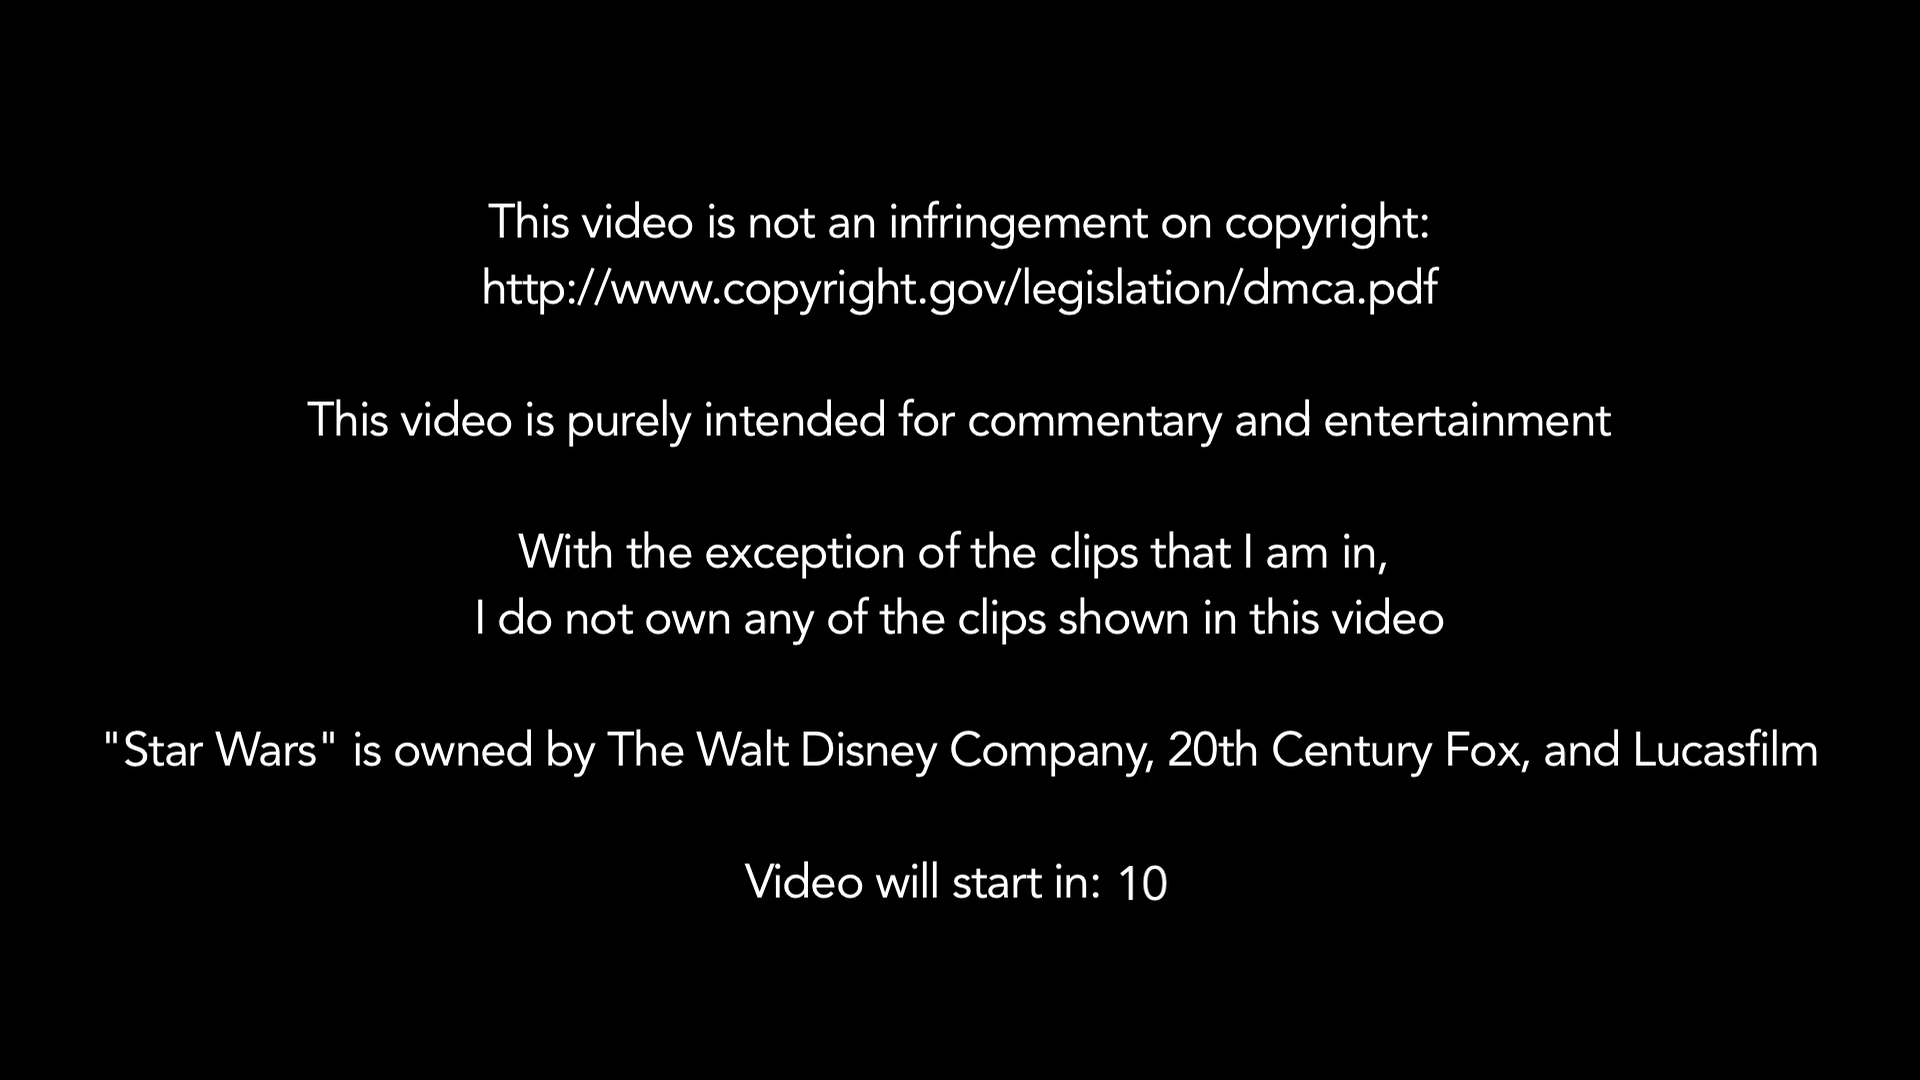 This video is not an infringement on copyright:
http://www.copyright.gov/legislation/dmca.pdf
This video is purely intended for commentary and entertainment
With the exception of the clips that I am in,
I do not own any of the clips shown in this video
"Star Wars" is owned by The Walt Disney Company, 20th Century Fox, and Lucasfilm
Video will start in: 10